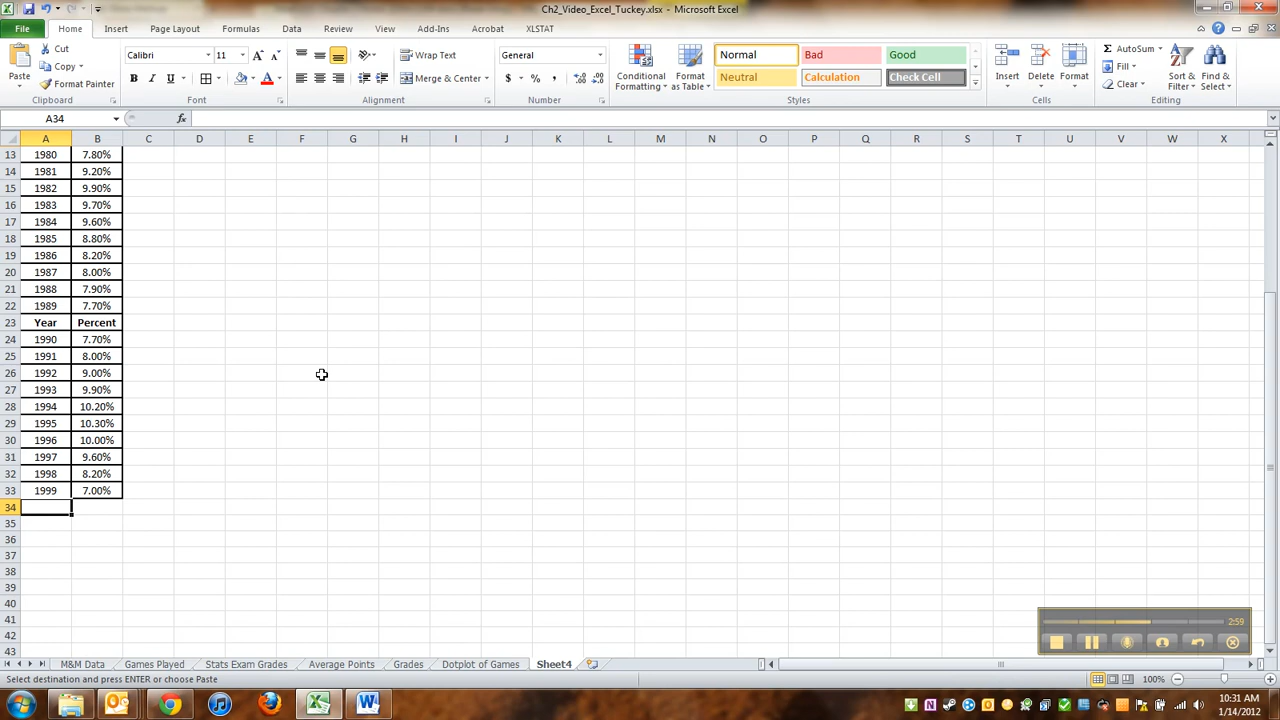 Ch2_Video_Excel_Tuckey.xlsx - Microsoft Excel
File Home Insert Page Layout Formulas Data Review View Add-Ins Acrobat XLSTAT
Paste Cut Copy Format Painter Clipboard
Calibri 11 B I U A Font
Wrap Text Merge & Center Alignment
General $ % , Number
Conditional Formatting Format as Table Normal Bad Good Neutral Calculation Check Cell Styles
Insert Delete Format Cells
AutoSum Fill Clear Sort & Filter Find & Select Editing
A34 fx
A B C D E F G H I J K L M N O P Q R S T U V W X
13 1980 7.80%
14 1981 9.20%
15 1982 9.90%
16 1983 9.70%
17 1984 9.60%
18 1985 8.80%
19 1986 8.20%
20 1987 8.00%
21 1988 7.90%
22 1989 7.70%
23 Year Percent
24 1990 7.70%
25 1991 8.00%
26 1992 9.00%
27 1993 9.90%
28 1994 10.20%
29 1995 10.30%
30 1996 10.00%
31 1997 9.60%
32 1998 8.20%
33 1999 7.00%
34
35
36
37
38
39
40
41
42
43
2:59
M&M Data Games Played Stats Exam Grades Average Points Grades Dotplot of Games Sheet4
Select destination and press ENTER or choose Paste 100%
10:31 AM
1/14/2012